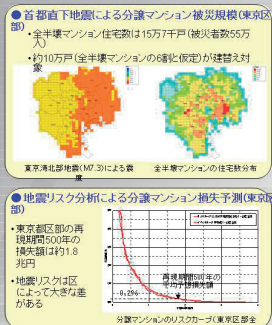 ●首都直下地震による分譲マンション被災規模(東京区
部)
・全半壊マンション住宅数は15万7千戸(被災者数55万
人)
・約10万戸(全半壊マンションの6割と仮定)が建替え対
象
東京湾北部地震(M7.3)による震
度
全半壊マンションの住宅数分布
●地震リスク分析による分譲マンション損失予測(東京区
部)
・東京都区部の再
現期間500年の
損失額は約1.8
兆円
・地震リスクは区
によって大きな差
がある
再現期間500年の
平均予想損失額
0.294
分譲マンションのリスクカーブ(東京区部全